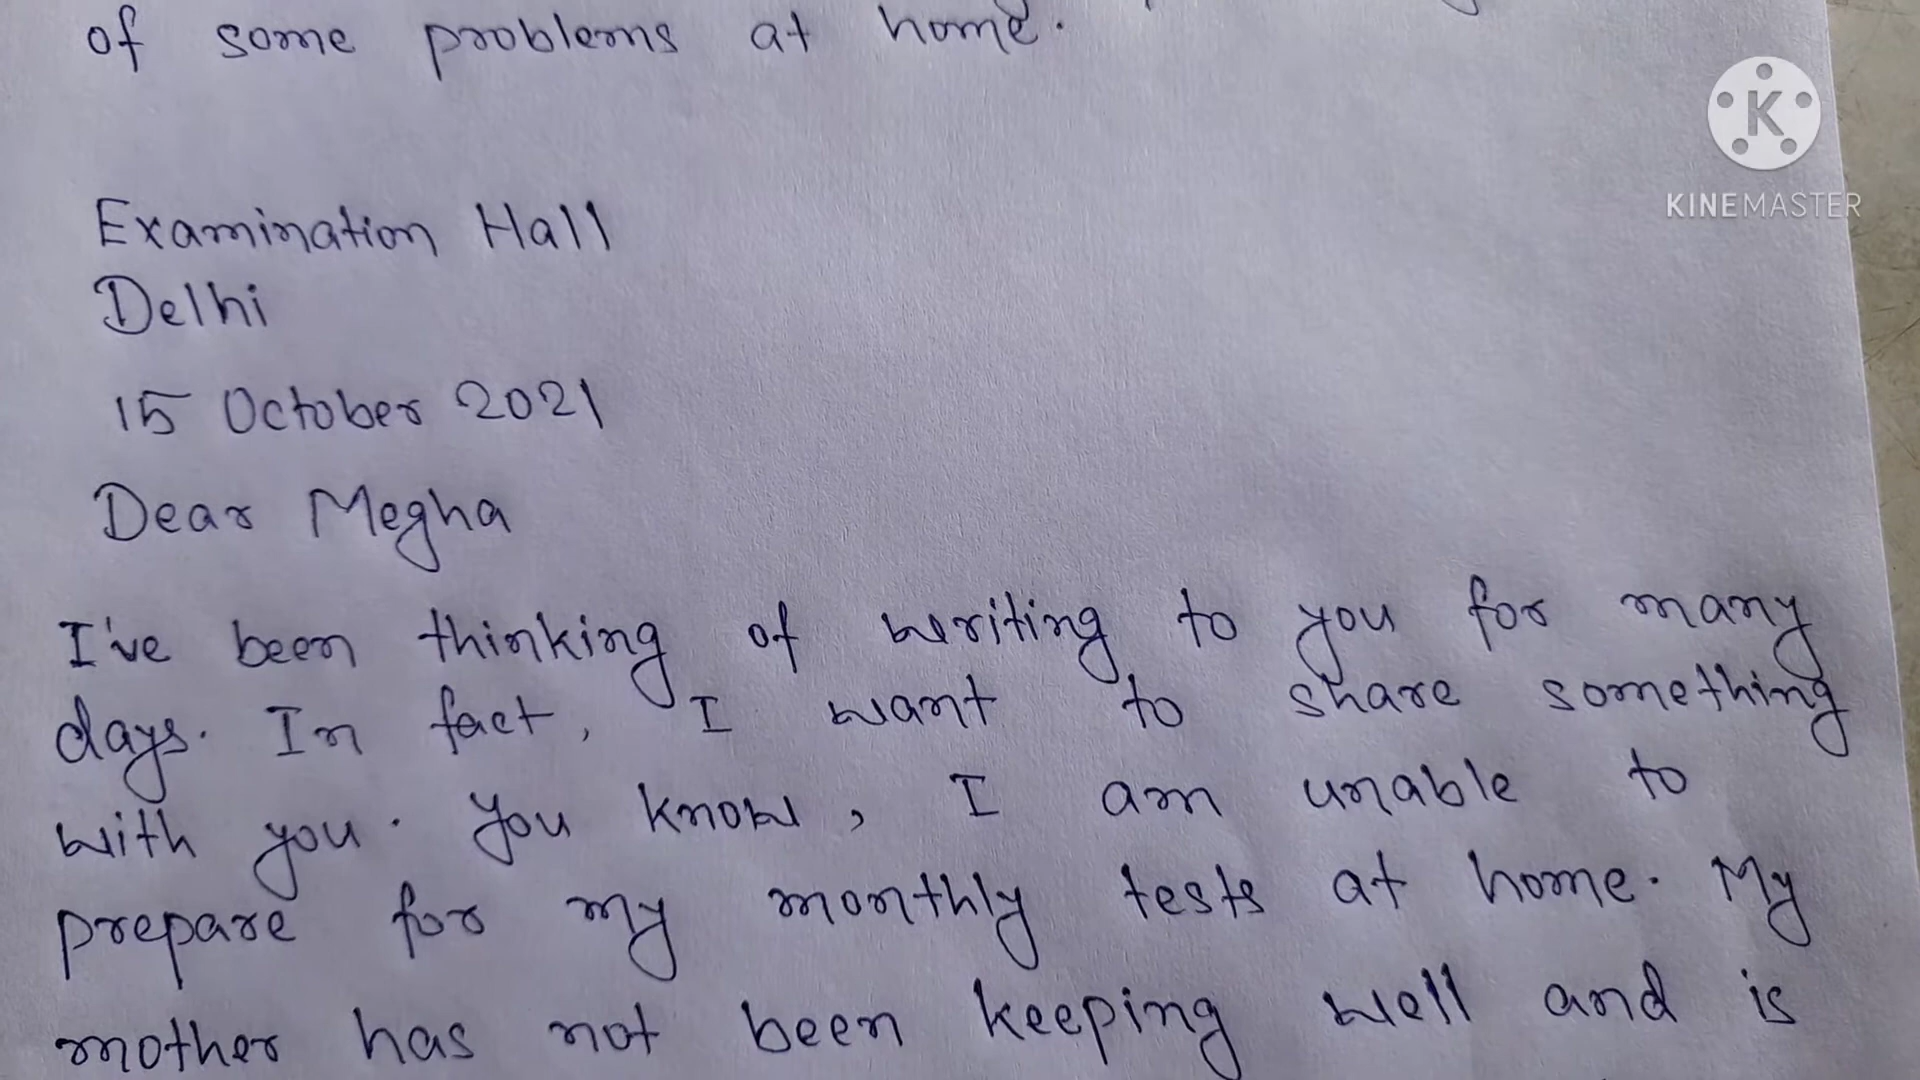 of some problems at home.
K
KINEMASTER
Examination Hall
Delhi
15 October 2021
Dear Megha
I've been thinking of writing to you for many
days. In fact, I want to share something
with you. You know, I am unable to
prepare for my monthly tests at home. My
mother has not been keeping well and is